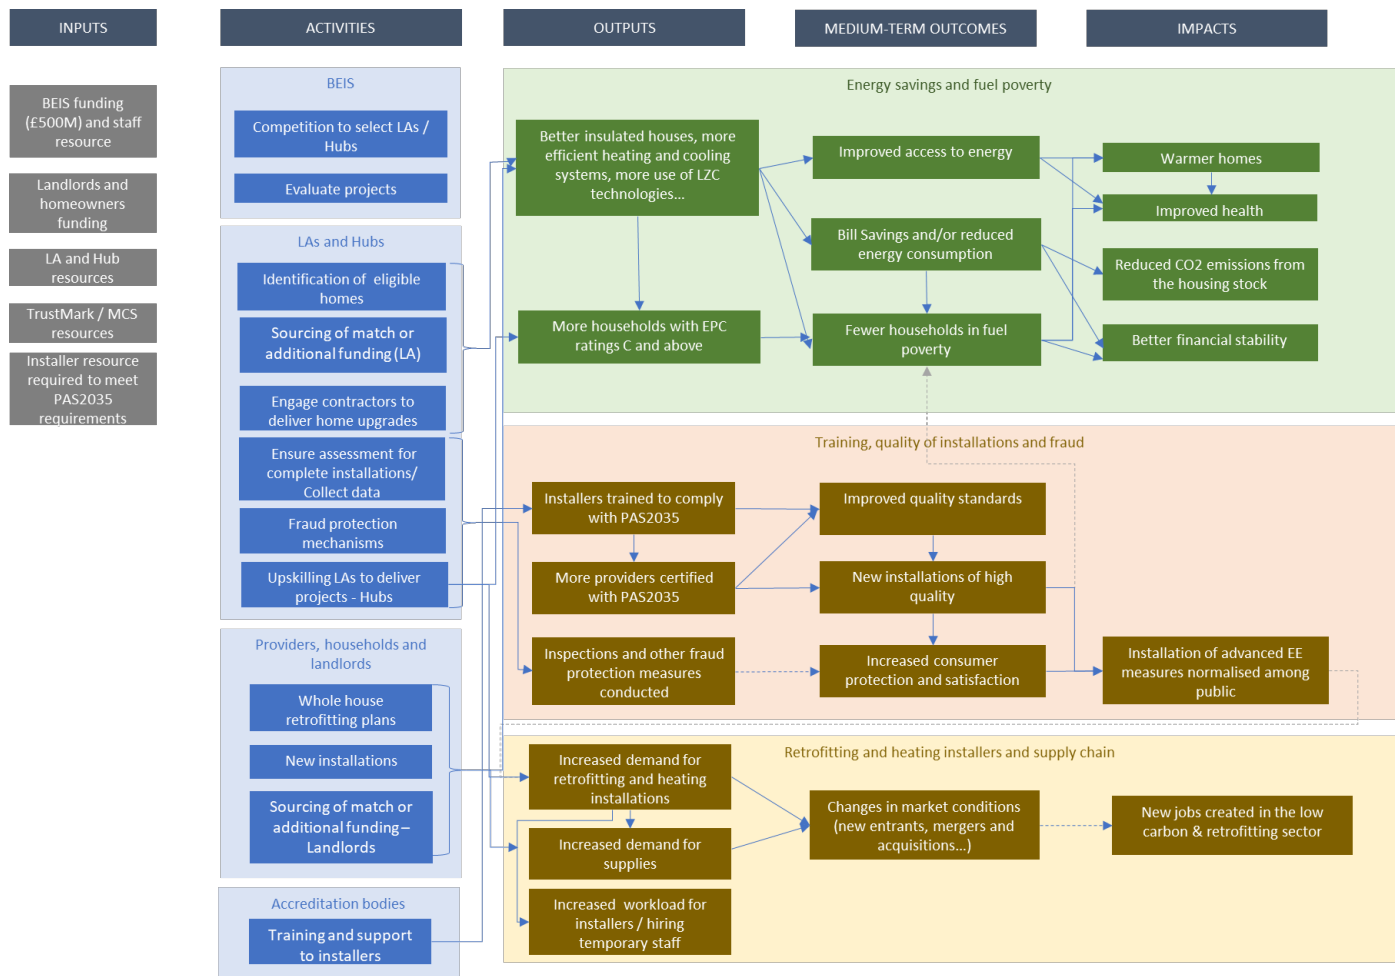 INPUTS
ACTIVITIES
OUTPUTS
MEDIUM-TERM OUTCOMES
IMPACTS
BEIS funding
(£500M) and staff
resource
Landlords and
homeowners
funding
LA and Hub
resources
TrustMark / MCS
resources
Installer resource
required to meet
PAS2035
requirements
BEIS
Competition to select LAs /
Hubs
Evaluate projects
LAs and Hubs
Identification of eligible
homes
Sourcing of match or
additional funding (LA)
Engage contractors to
deliver home upgrades
Ensure assessment for
complete installations/
Collect data
Fraud protection
mechanisms
Upskilling LAs to deliver
projects - Hubs
Providers, households and
landlords
Whole house
retrofitting plans
New installations
Sourcing of match or
additional funding –
Landlords
Accreditation bodies
Training and support
to installers
Energy savings and fuel poverty
Better insulated houses, more
efficient heating and cooling
systems, more use of LZC
technologies...
More households with EPC
ratings C and above
Improved access to energy
Bill Savings and/or reduced
energy consumption
Fewer households in fuel
poverty
Warmer homes
Improved health
Reduced CO2 emissions from
the housing stock
Better financial stability
Training, quality of installations and fraud
Installers trained to comply
with PAS2035
More providers certified
with PAS2035
Inspections and other fraud
protection measures
conducted
Improved quality standards
New installations of high
quality
Increased consumer
protection and satisfaction
Installation of advanced EE
measures normalised among
public
Retrofitting and heating installers and supply chain
Increased demand for
retrofitting and heating
installations
Increased demand for
supplies
Increased workload for
installers / hiring
temporary staff
Changes in market conditions
(new entrants, mergers and
acquisitions...)
New jobs created in the low
carbon & retrofitting sector